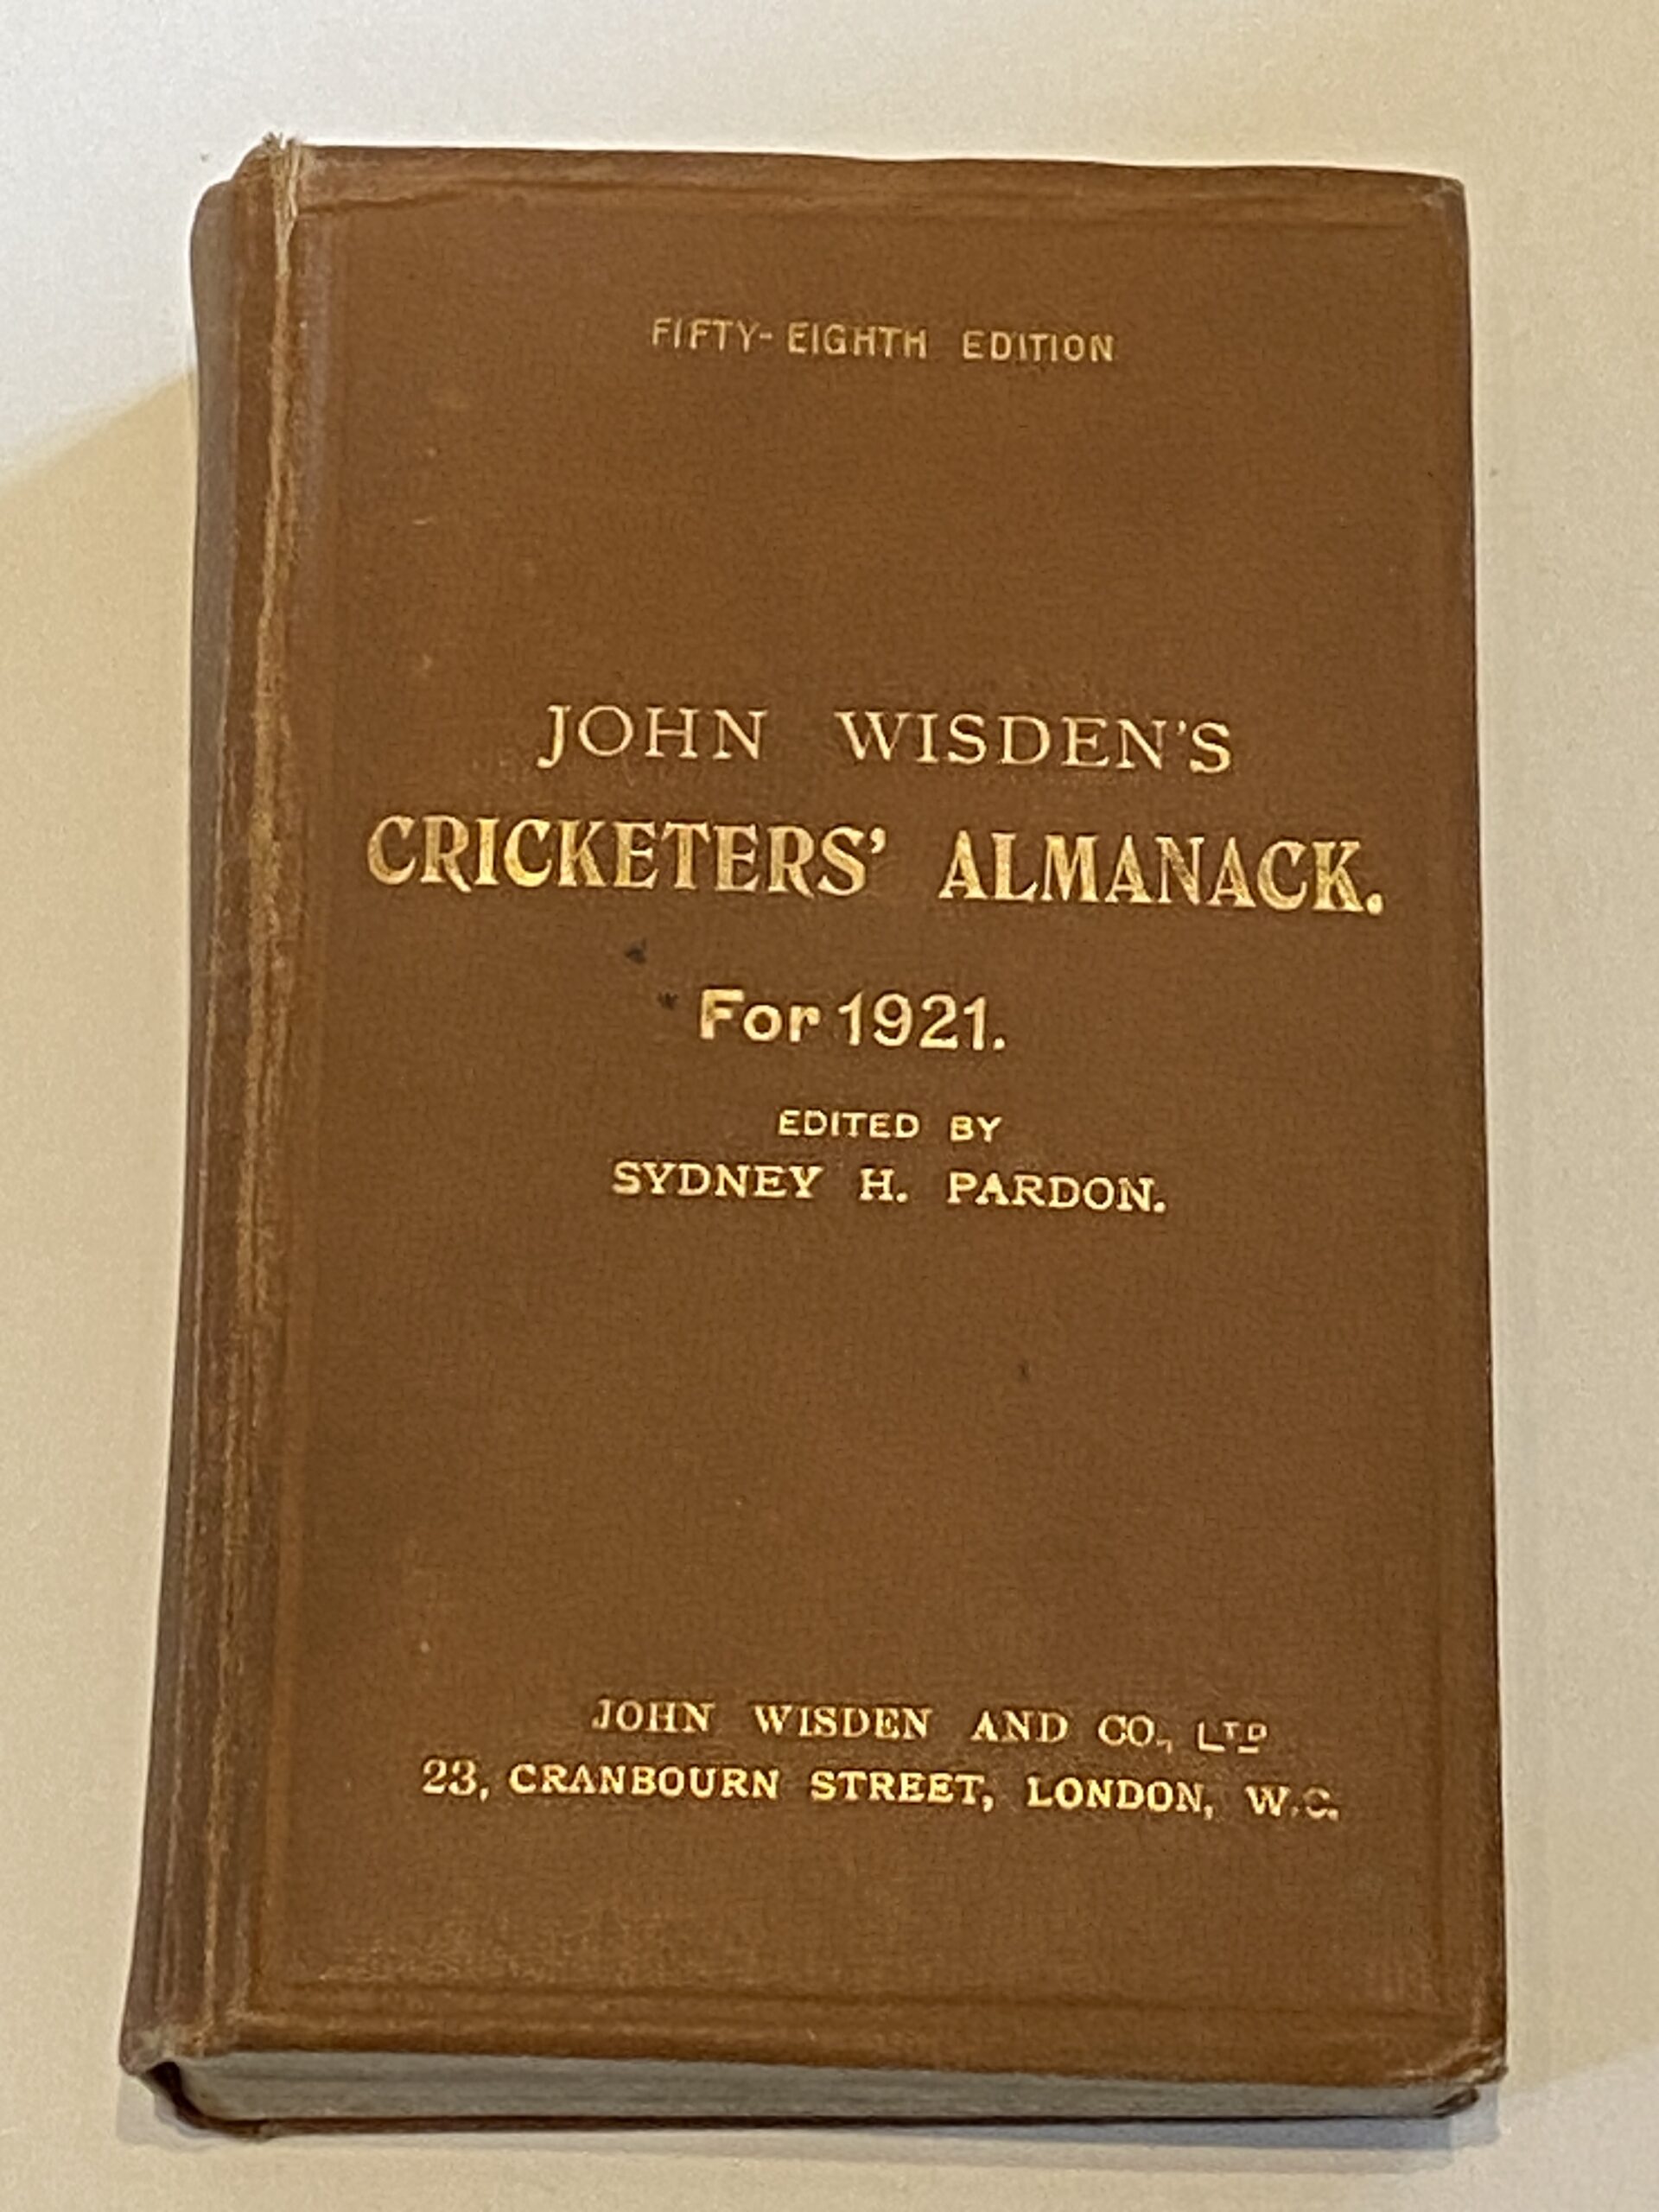 FIFTY-EIGHTH EDITION
JOHN WISDEN'S
CRICKETERS' ALMANACK.
For 1921.
EDITED BY
SYDNEY H. PARDON.
JOHN WISDEN AND CO., LTD
23, CRANBOURN STREET, LONDON, W.C.